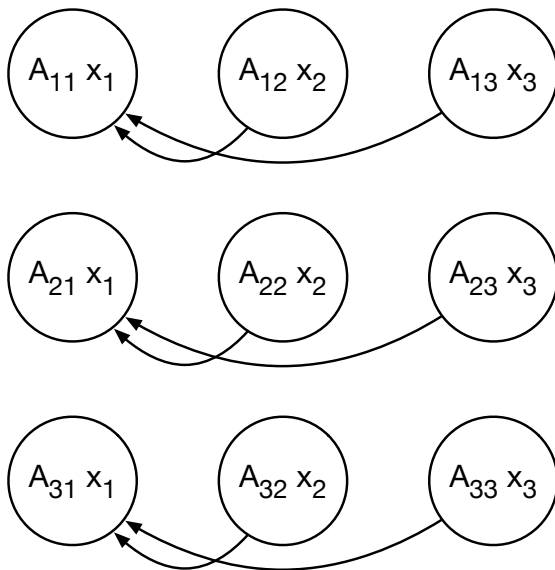 A₁₁ x₁ A₁₂ x₂ A₁₃ x₃
A₂₁ x₁ A₂₂ x₂ A₂₃ x₃
A₃₁ x₁ A₃₂ x₂ A₃₃ x₃